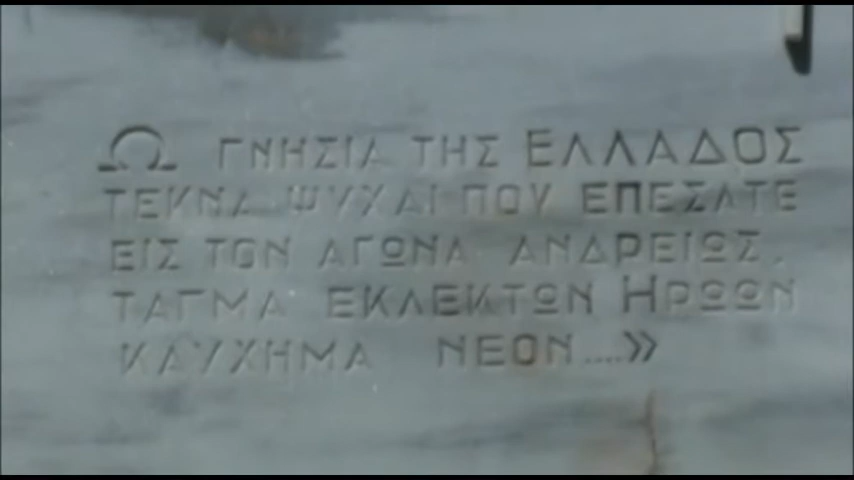 Ω ΓΝΗΣΙΑ ΤΗΣ ΕΛΛΑΔΟΣ
ΤΕΚΝΑ ΨΥΧΑΙ ΠΟΥ ΕΠΕΣΑΤΕ
ΕΙΣ ΤΟΝ ΑΓΩΝΑ ΑΝΔΡΕΙΩΣ.
ΤΑΓΜΑ ΕΚΛΕΚΤΩΝ ΗΡΩΩΝ
ΚΑΥΧΗΜΑ ΝΕΟΝ....»